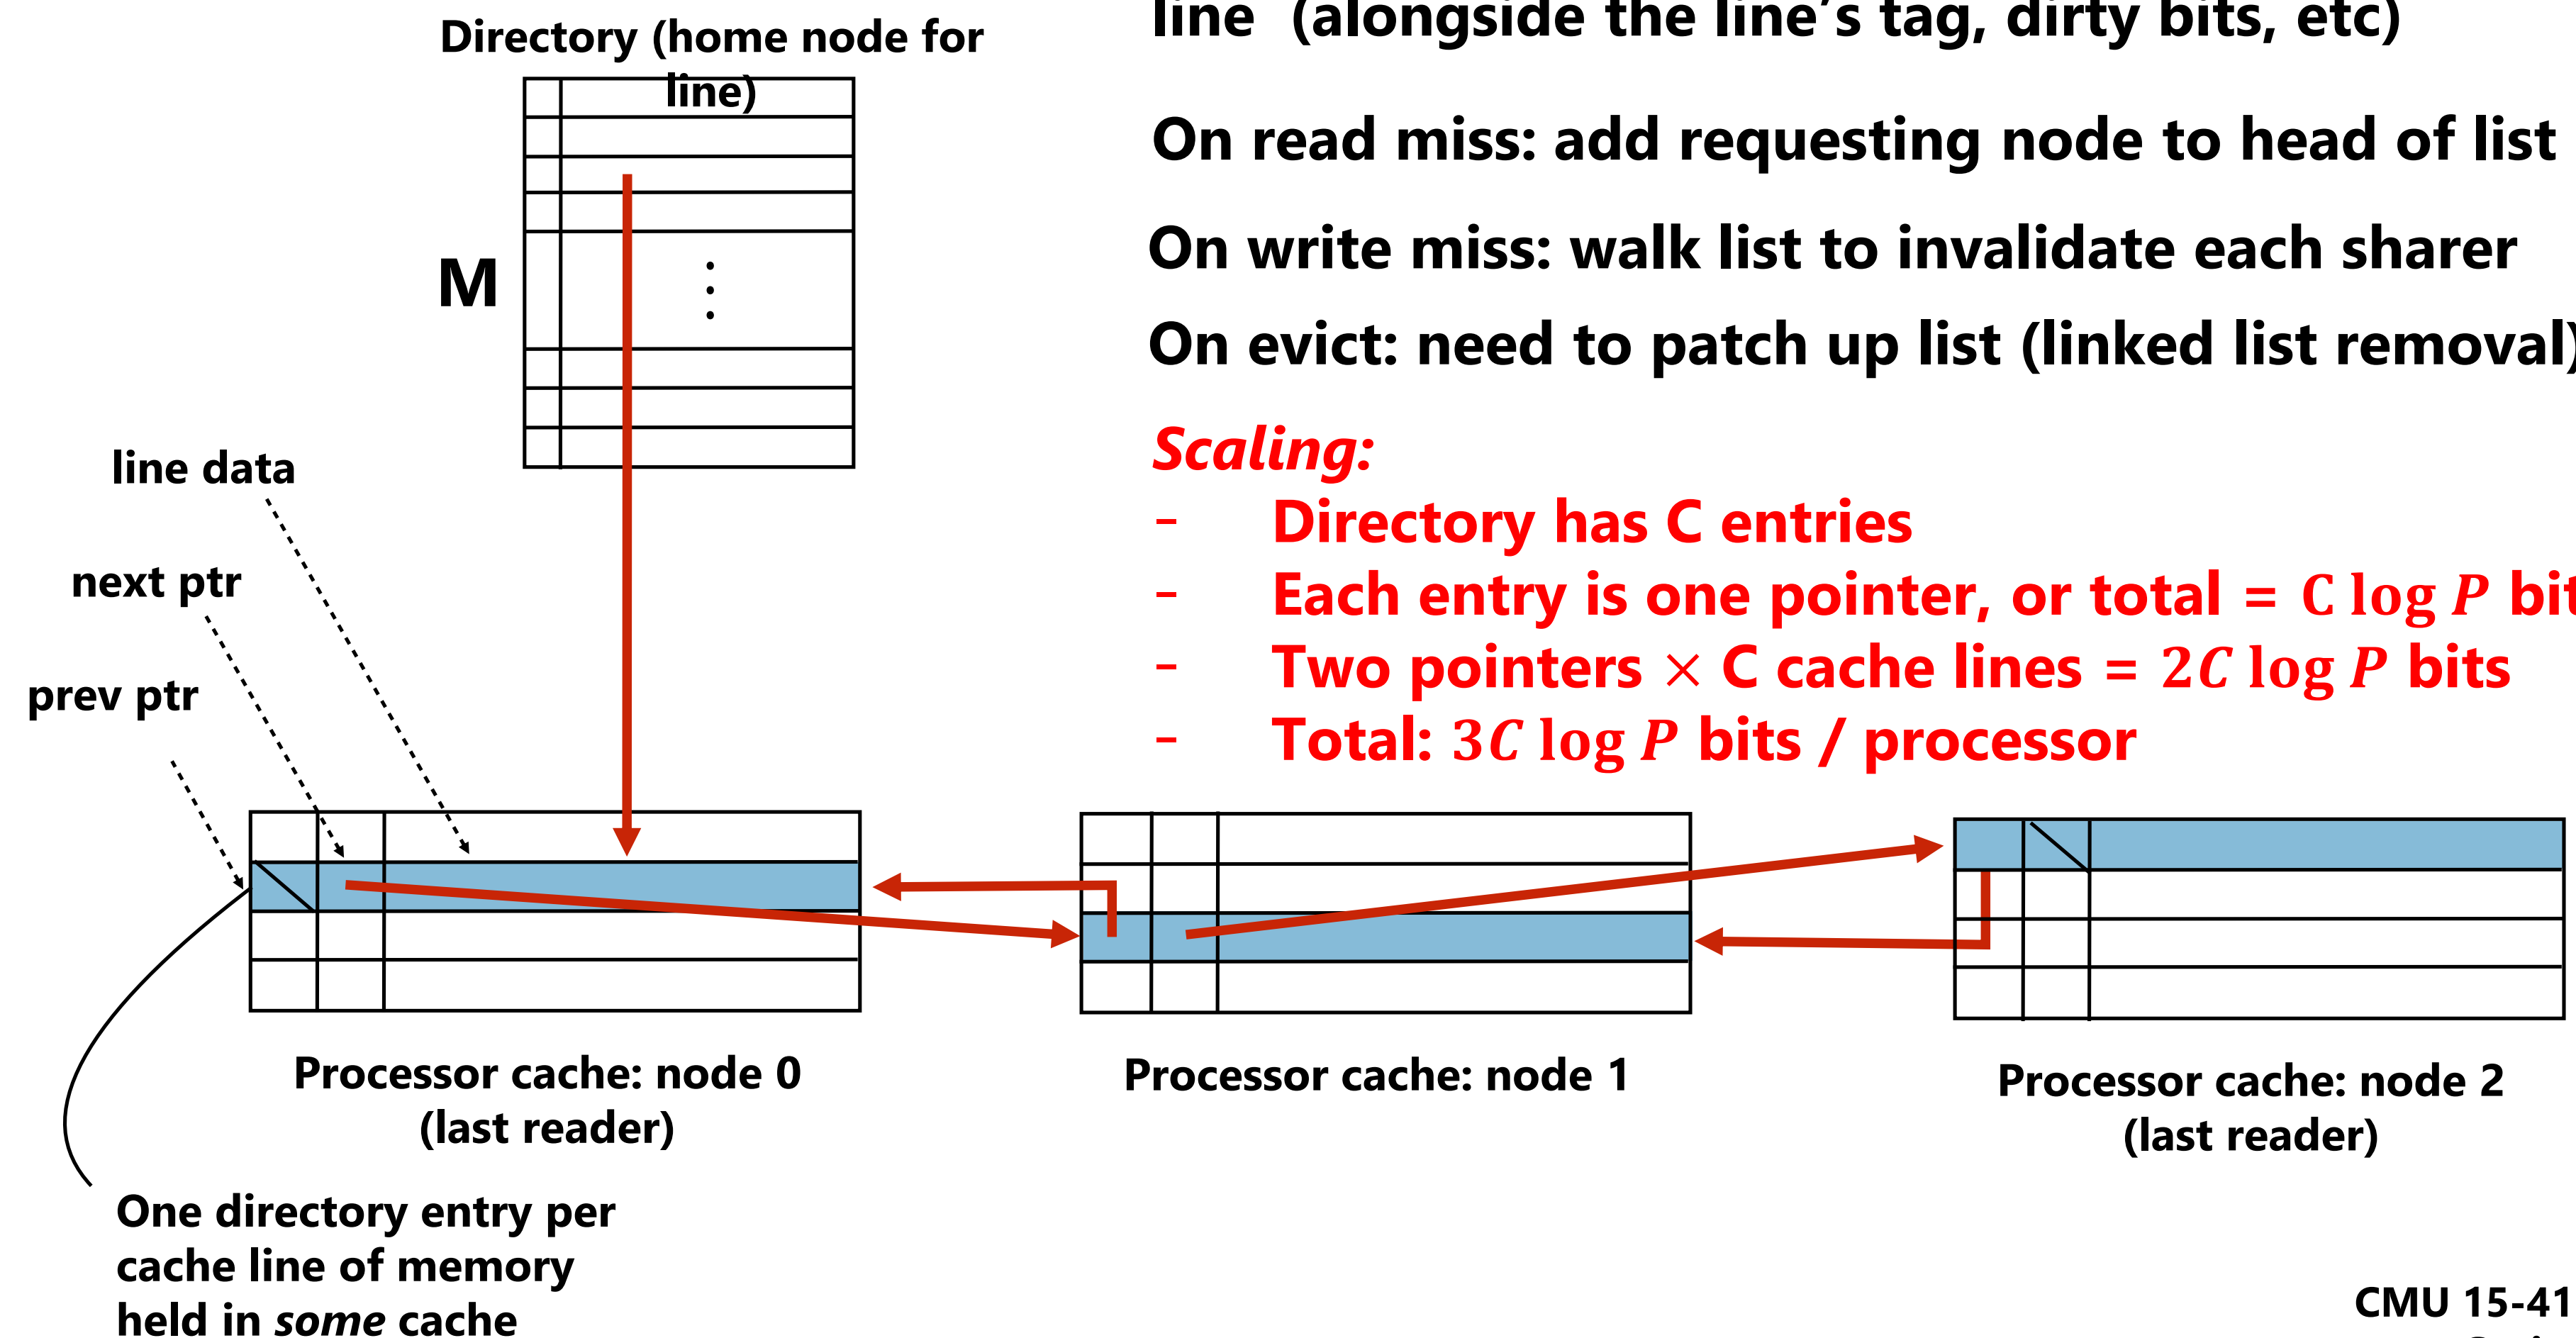 Directory (home node for
line)
M
line data
next ptr
prev ptr
line (alongside the line's tag, dirty bits, etc)
On read miss: add requesting node to head of list
On write miss: walk list to invalidate each sharer
On evict: need to patch up list (linked list removal)
Scaling:
- Directory has C entries
- Each entry is one pointer, or total = C log P bit
- Two pointers × C cache lines = 2C log P bits
- Total: 3C log P bits / processor
Processor cache: node 0
(last reader)
Processor cache: node 1
Processor cache: node 2
(last reader)
One directory entry per
cache line of memory
held in some cache
CMU 15-41